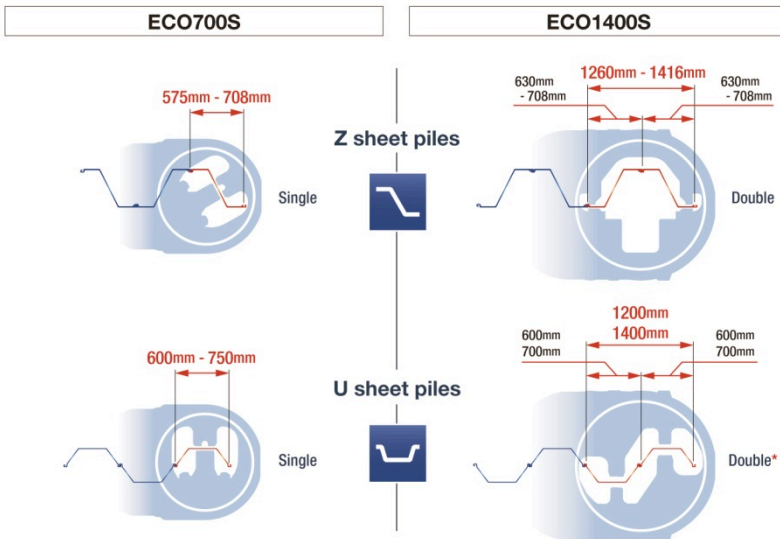 ECO700S
ECO1400S
575mm - 708mm
Single
Z sheet piles
1260mm - 1416mm
630mm
- 708mm
630mm
- 708mm
Double
600mm - 750mm
Single
U sheet piles
1200mm
1400mm
600mm
700mm
600mm
700mm
Double*